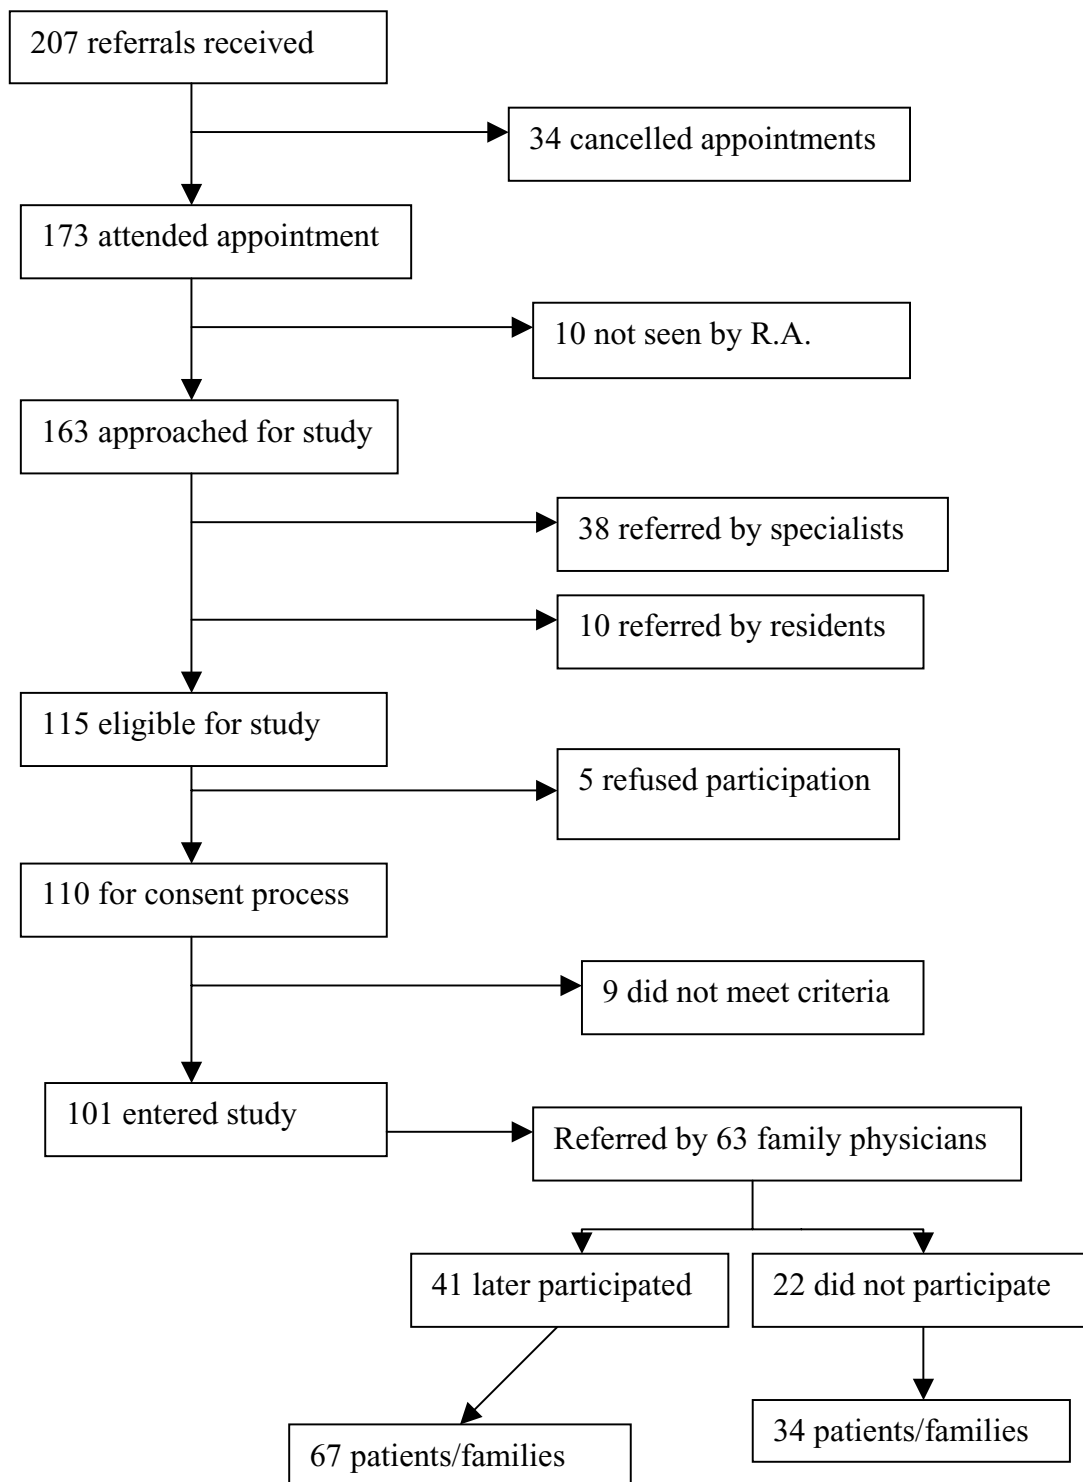 207 referrals received
34 cancelled appointments
173 attended appointment
10 not seen by R.A.
163 approached for study
38 referred by specialists
10 referred by residents
115 eligible for study
5 refused participation
110 for consent process
9 did not meet criteria
101 entered study
Referred by 63 family physicians
41 later participated
22 did not participate
67 patients/families
34 patients/families